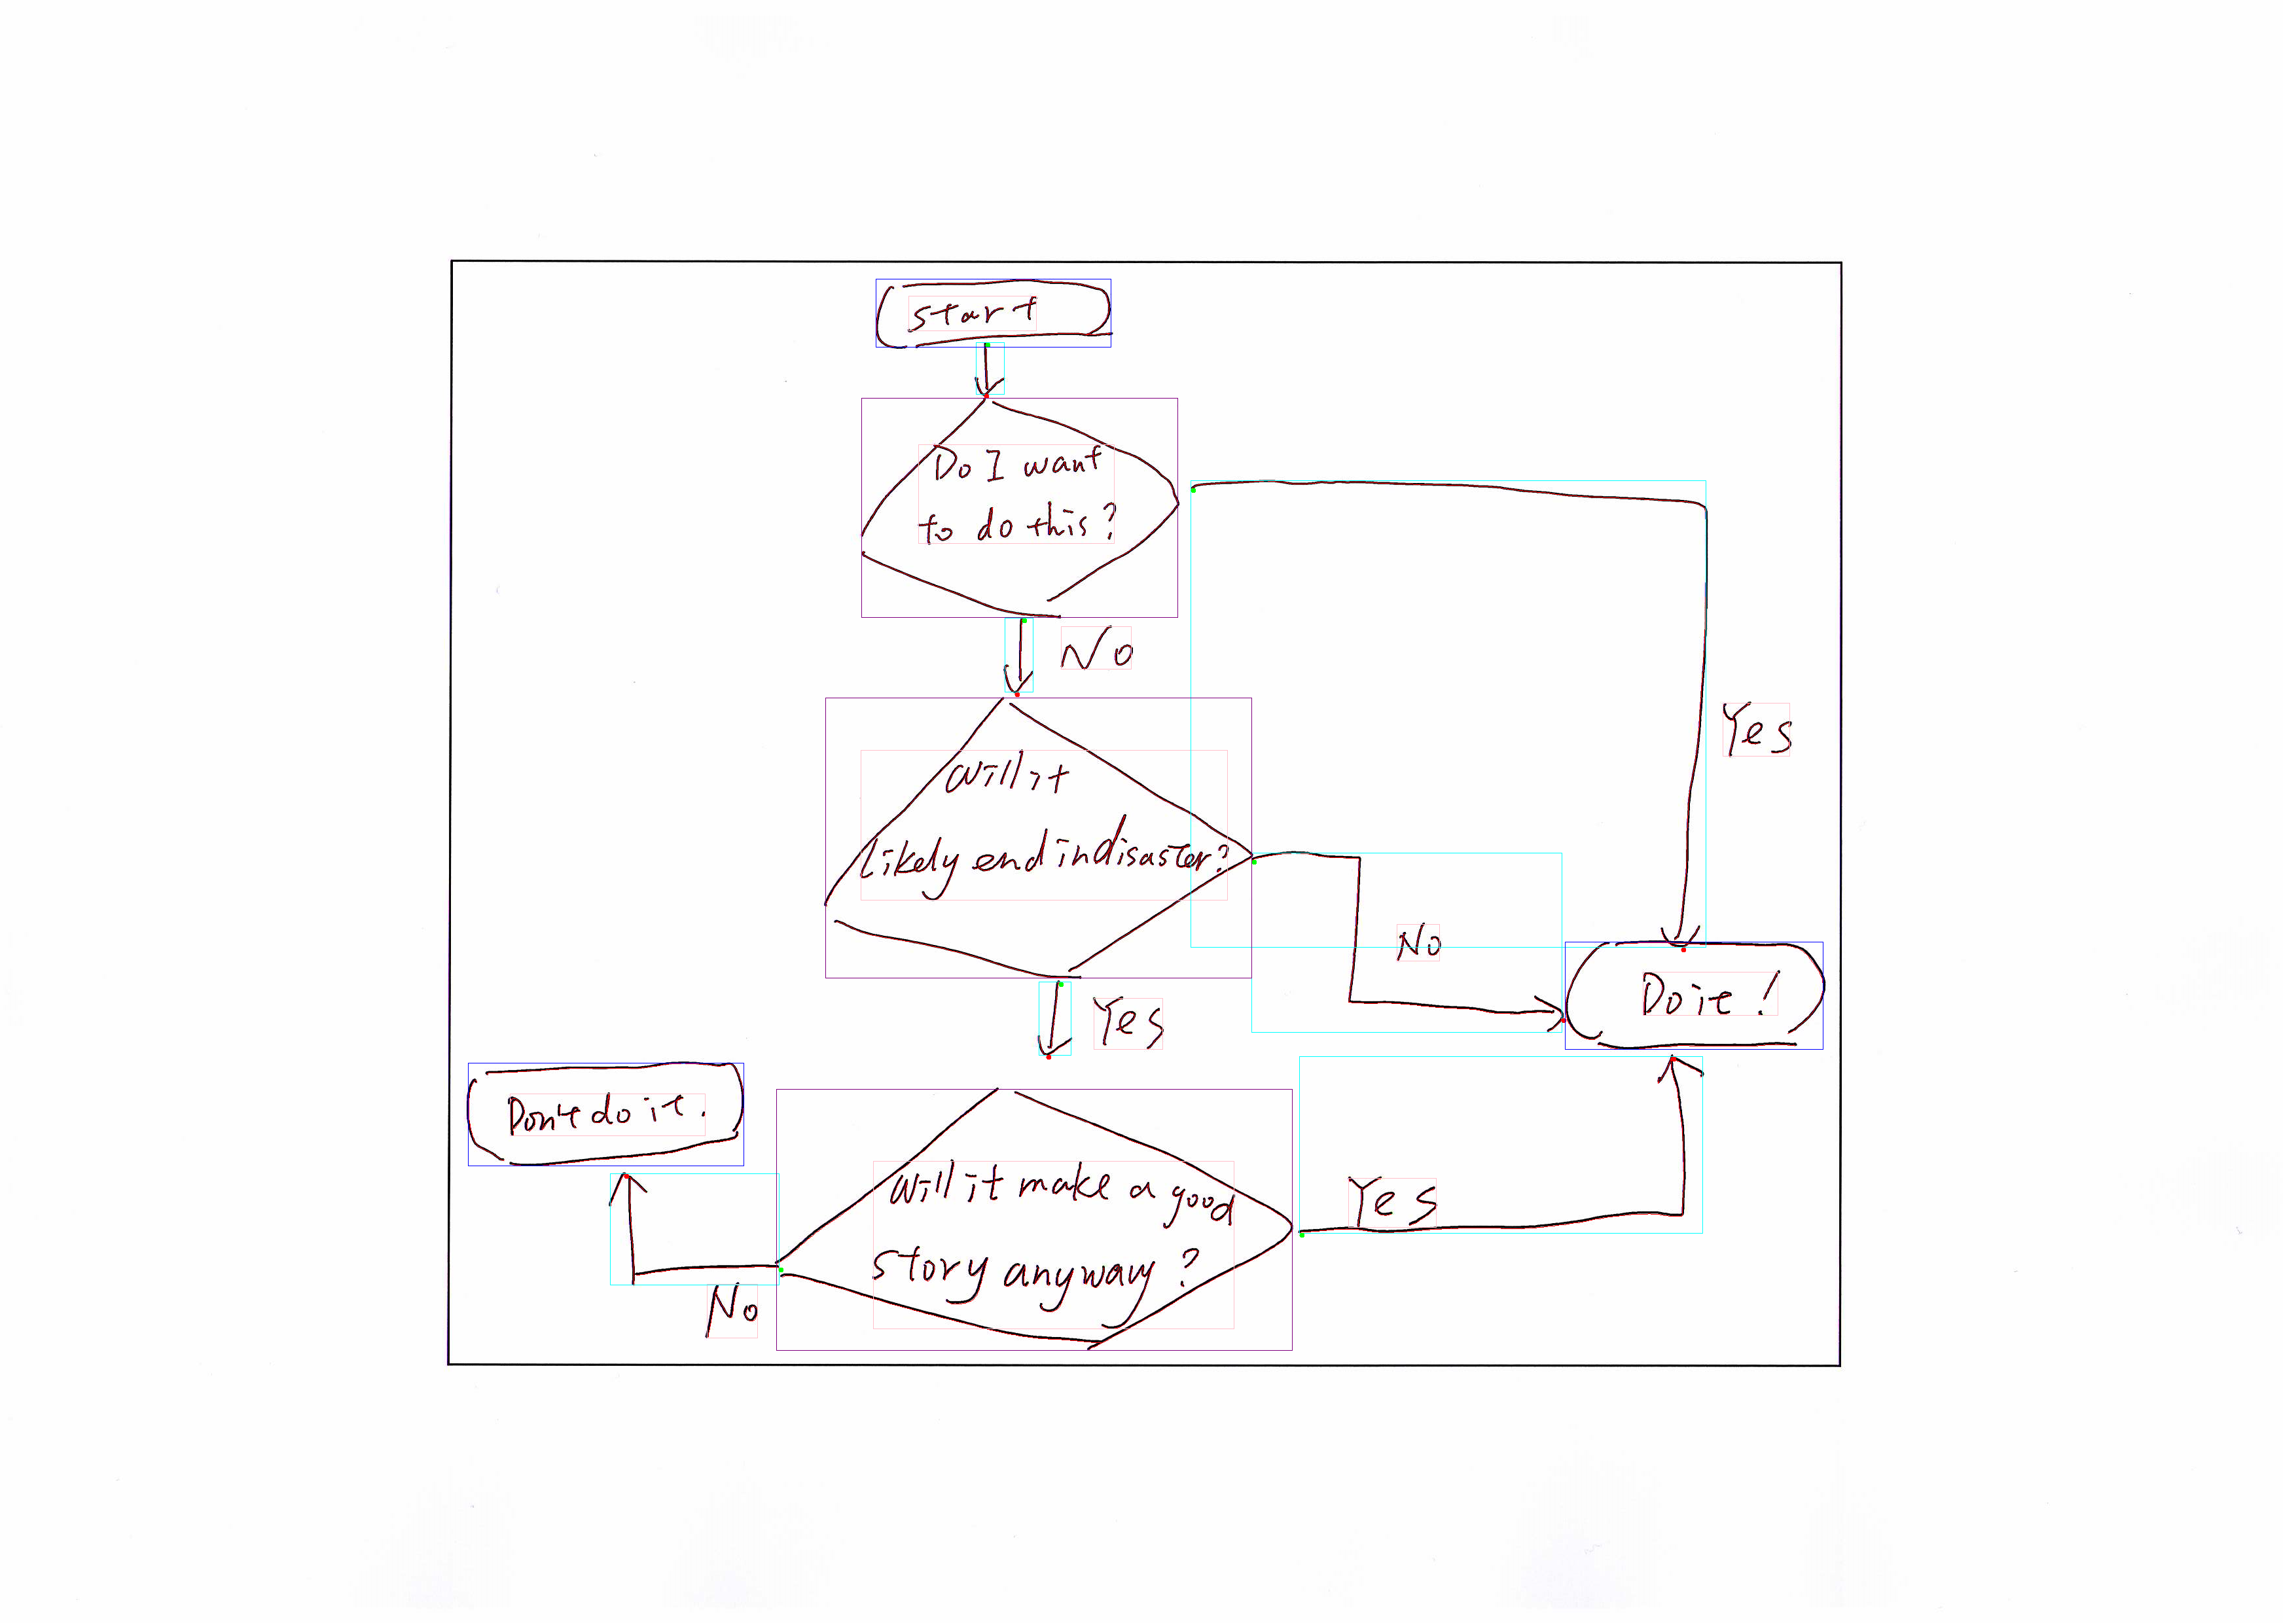 start
Do I want
to do this?
No
Yes
Will it
likely end in disaster?
No
Yes
Do it!
Don't do it.
Will it make a good
story anyway?
Yes
No